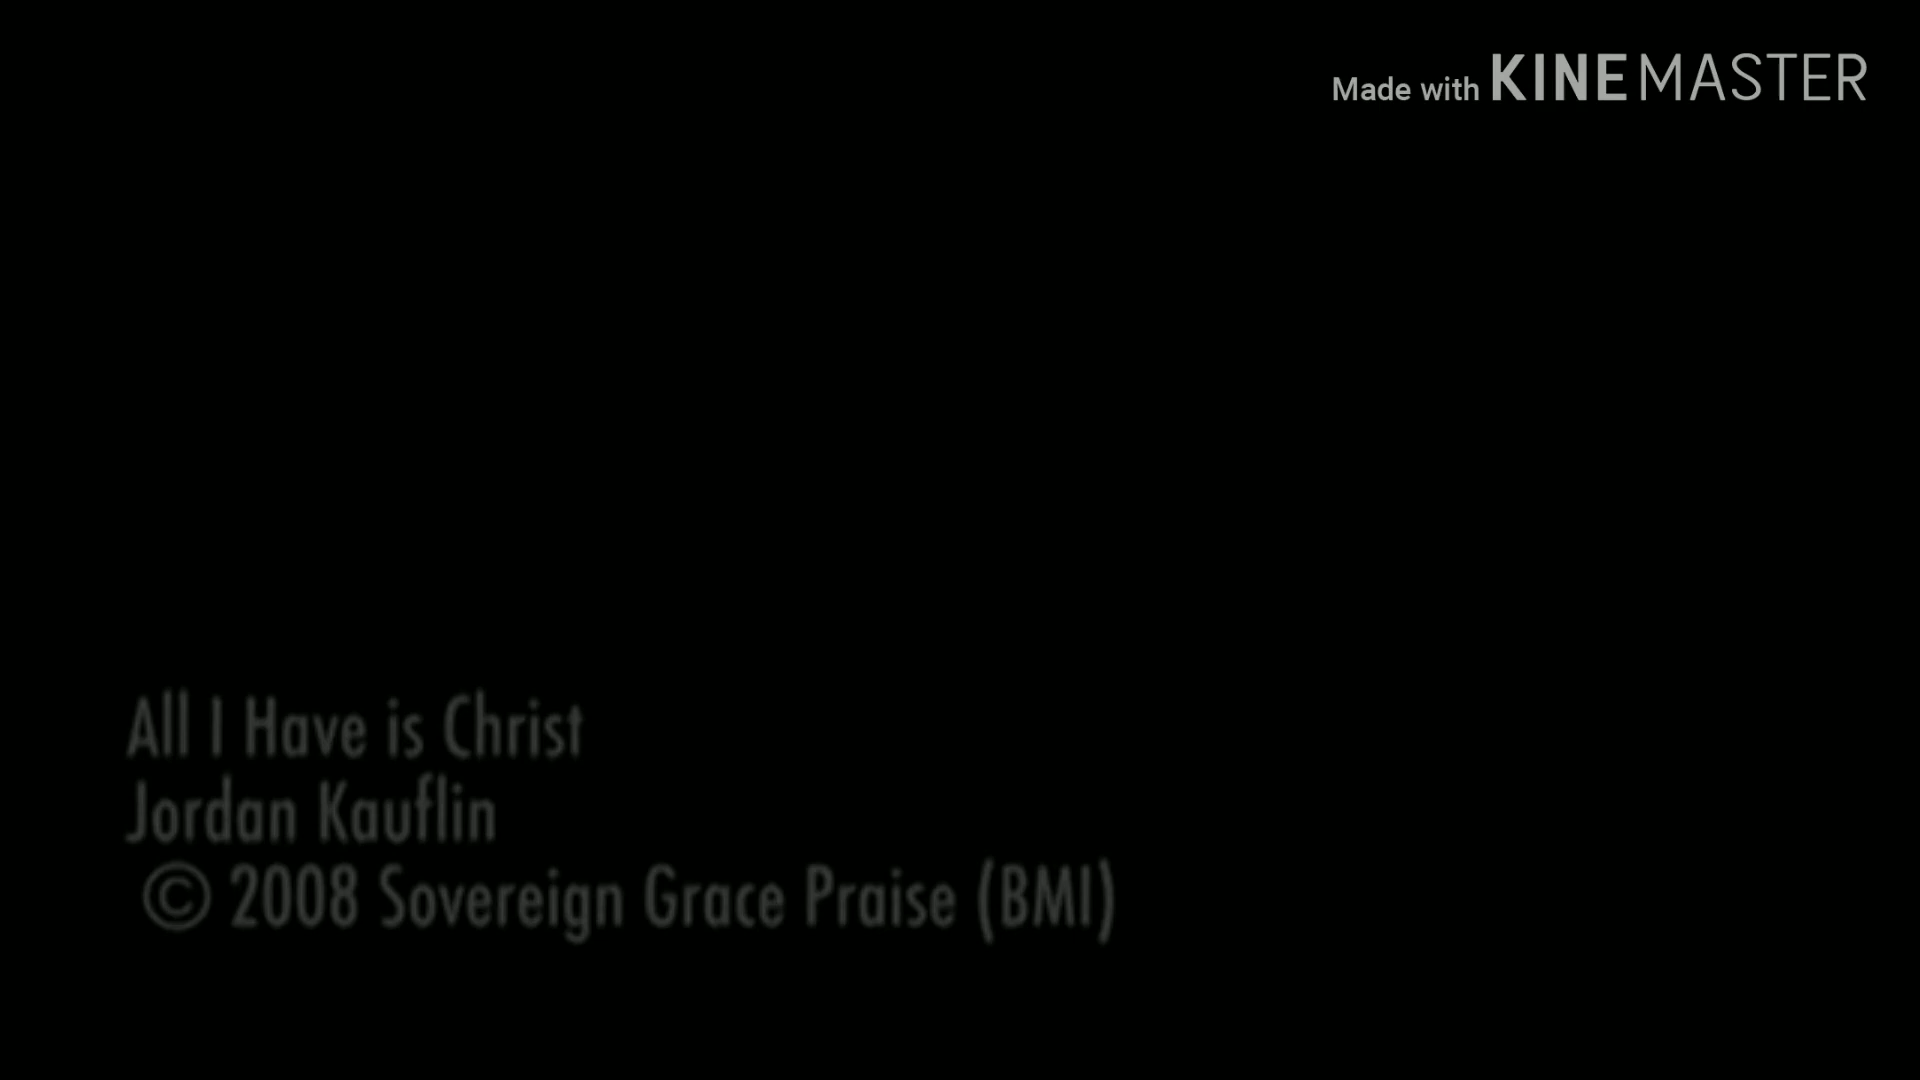 Made with KINEMASTER
All I Have is Christ
Jordan Kauflin
© 2008 Sovereign Grace Praise (BMI)